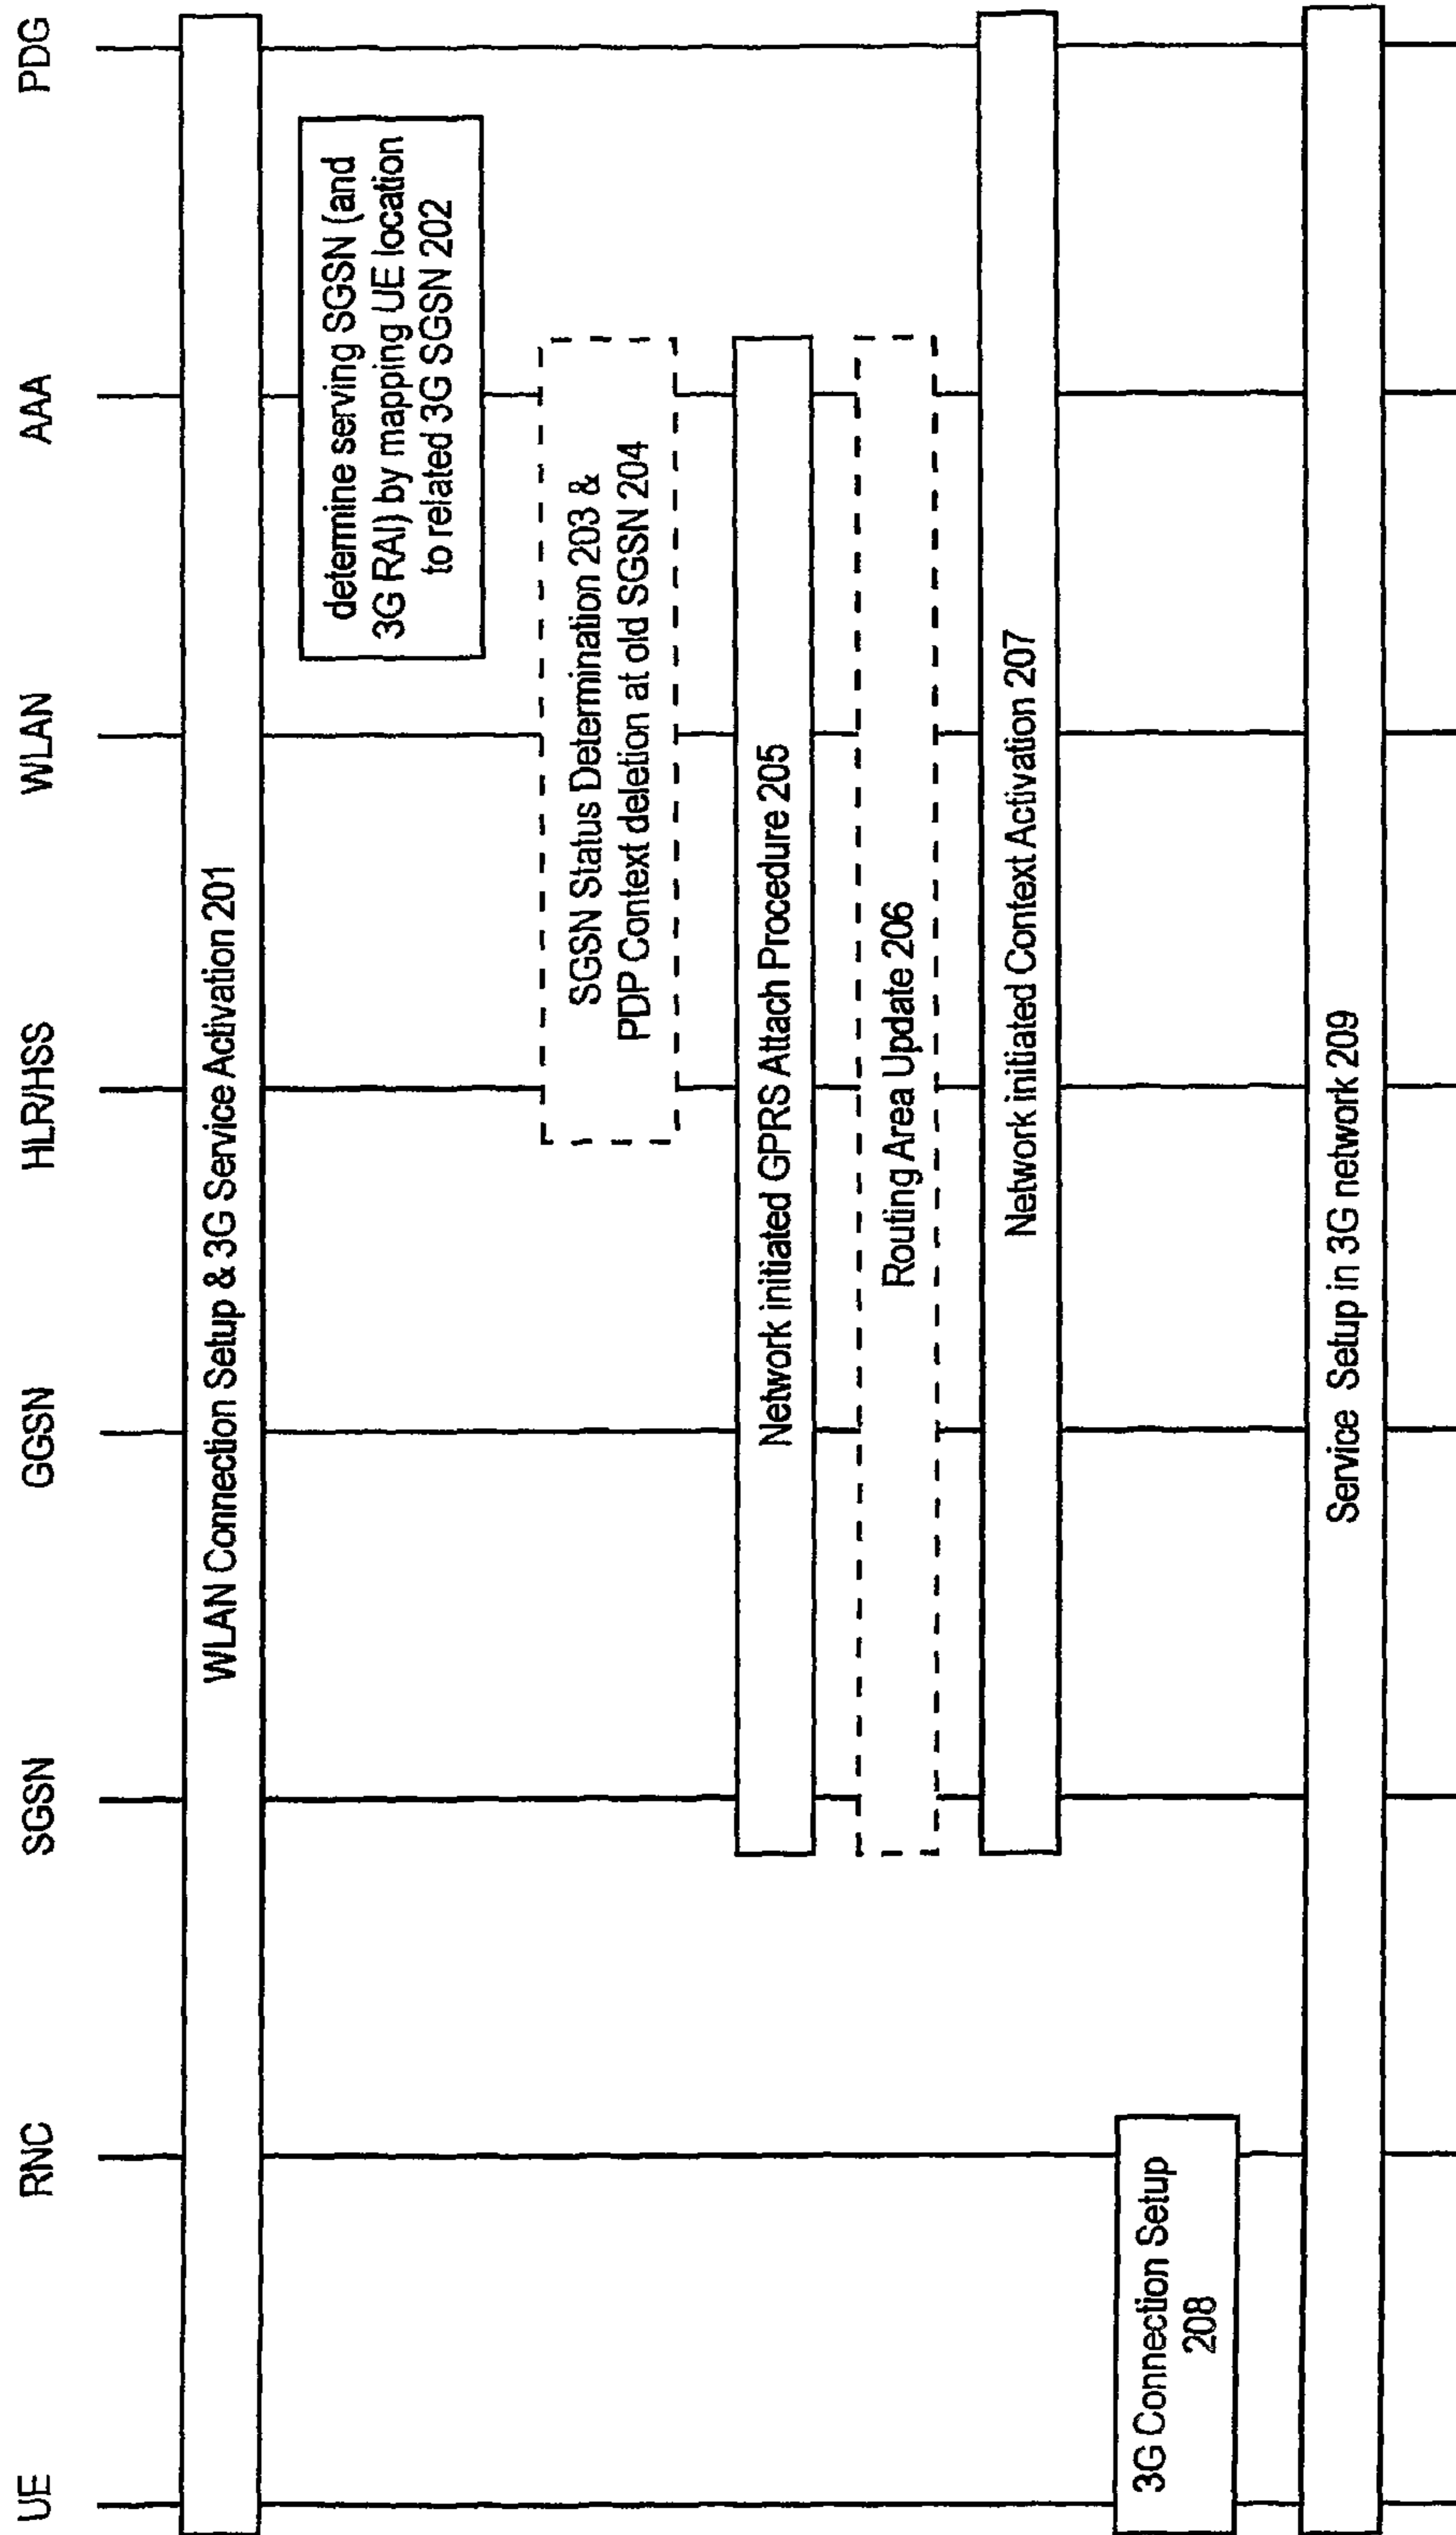 UE
RNC
SGSN
GGSN
HLR/HSS
WLAN
AAA
PDG
WLAN Connection Setup & 3G Service Activation 201
determine serving SGSN (and
3G RAI) by mapping UE location
to related 3G SGSN 202
SGSN Status Determination 203 &
PDP Context deletion at old SGSN 204
Network initiated GPRS Attach Procedure 205
Routing Area Update 206
Network initiated Context Activation 207
3G Connection Setup
208
Service Setup in 3G network 209